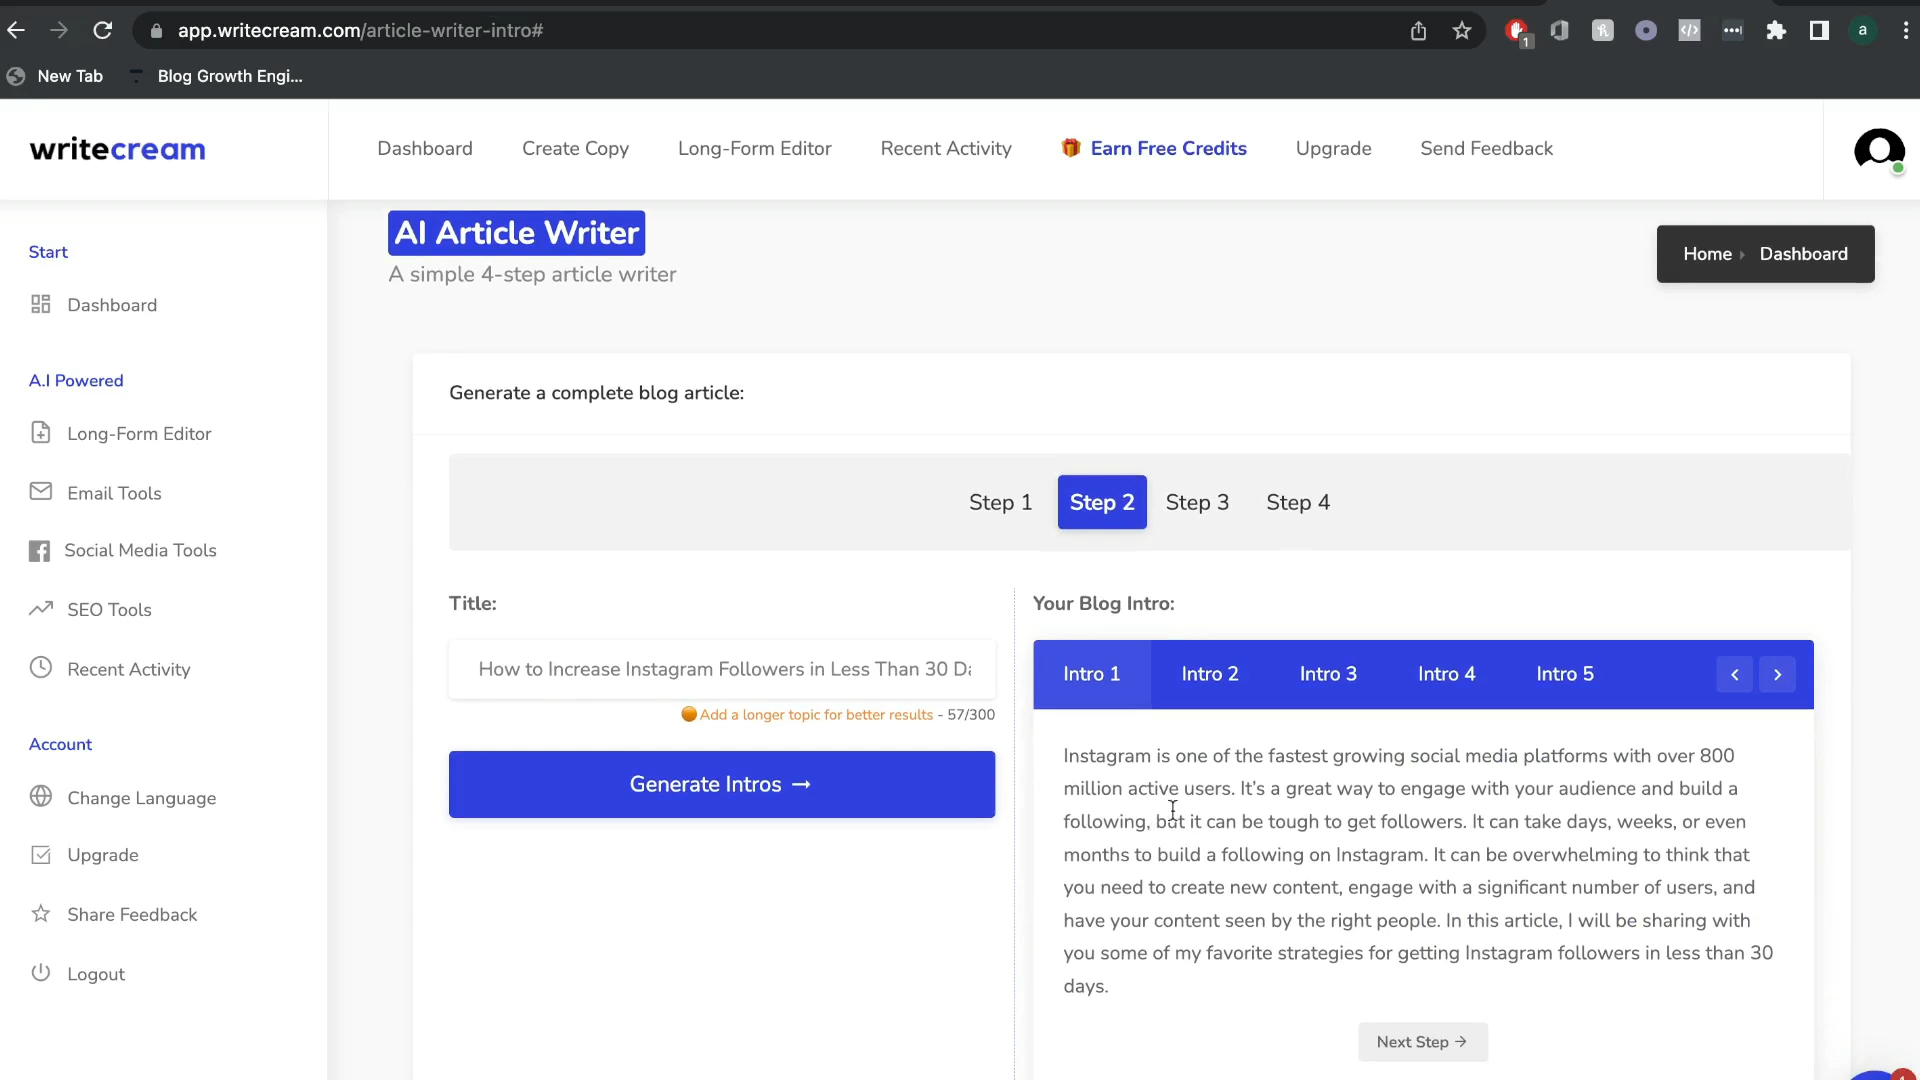 app.writecream.com/article-writer-intro#
1
a
New Tab
Blog Growth Engi...
writecream
Dashboard
Create Copy
Long-Form Editor
Recent Activity
Earn Free Credits
Upgrade
Send Feedback
Start
Dashboard
A.I Powered
Long-Form Editor
Email Tools
Social Media Tools
SEO Tools
Recent Activity
Account
Change Language
Upgrade
Share Feedback
Logout
AI Article Writer
A simple 4-step article writer
Home
Dashboard
Generate a complete blog article:
Step 1
Step 2
Step 3
Step 4
Title:
How to Increase Instagram Followers in Less Than 30 Da
Add a longer topic for better results - 57/300
Generate Intros →
Your Blog Intro:
Intro 1
Intro 2
Intro 3
Intro 4
Intro 5
Instagram is one of the fastest growing social media platforms with over 800
million active users. It's a great way to engage with your audience and build a
following, but it can be tough to get followers. It can take days, weeks, or even
months to build a following on Instagram. It can be overwhelming to think that
you need to create new content, engage with a significant number of users, and
have your content seen by the right people. In this article, I will be sharing with
you some of my favorite strategies for getting Instagram followers in less than 30
days.
Next Step →